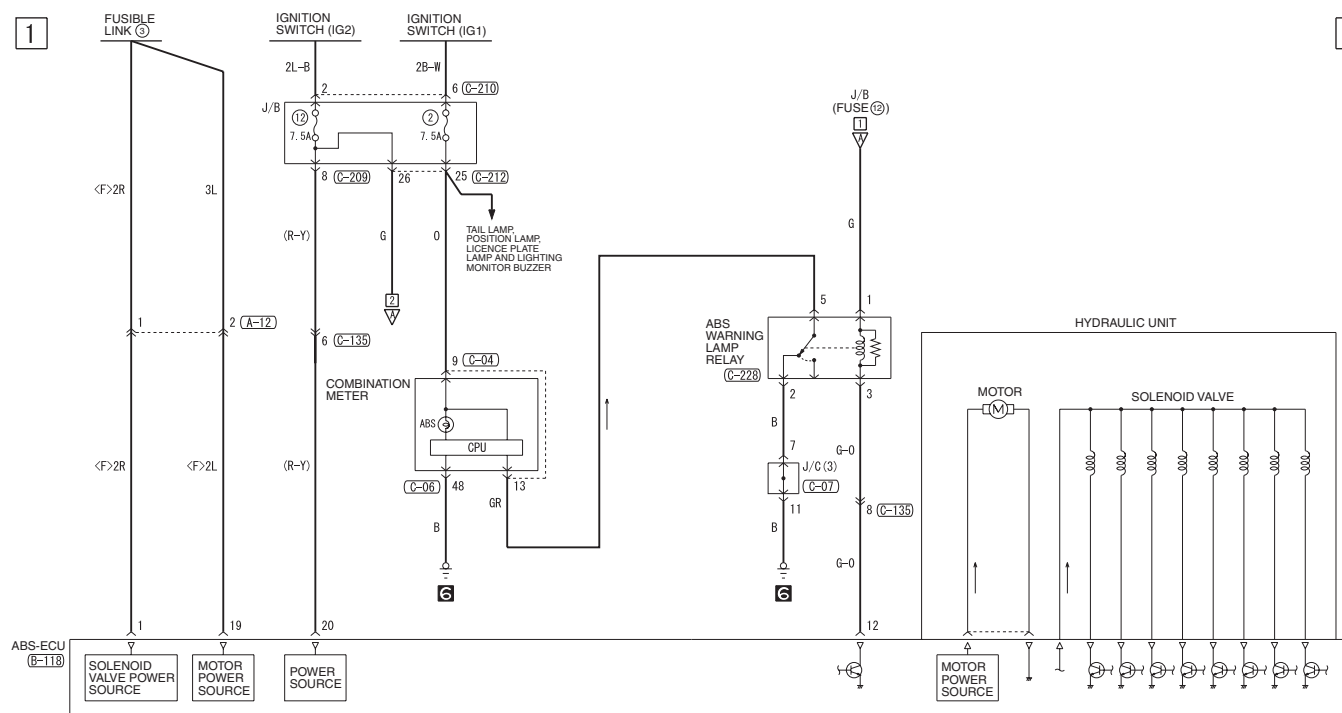 1
FUSIBLE
LINK ③
IGNITION
SWITCH (IG2)
IGNITION
SWITCH (IG1)
2L-B
2B-W
2
6 C-210
J/B
⑫
7.5A
②
7.5A
8 C-209
26
25 C-212
J/B
(FUSE⑫)
1
A
<F>2R
3L
(R-Y)
G
O
TAIL LAMP,
POSITION LAMP,
LICENCE PLATE
LAMP AND LIGHTING
MONITOR BUZZER
G
2
A
1
2 A-12
6 C-135
5
1
ABS
WARNING
LAMP
RELAY
C-228
HYDRAULIC UNIT
9 C-04
COMBINATION
METER
ABS
CPU
2
3
MOTOR
M
SOLENOID VALVE
B
7
G-O
J/C(3)
C-07
<F>2R
<F>2L
(R-Y)
C-06 48
13
GR
11
8 C-135
B
B
G-O
6
6
1
19
20
12
ABS-ECU
B-118
SOLENOID
VALVE POWER
SOURCE
MOTOR
POWER
SOURCE
POWER
SOURCE
MOTOR
POWER
SOURCE